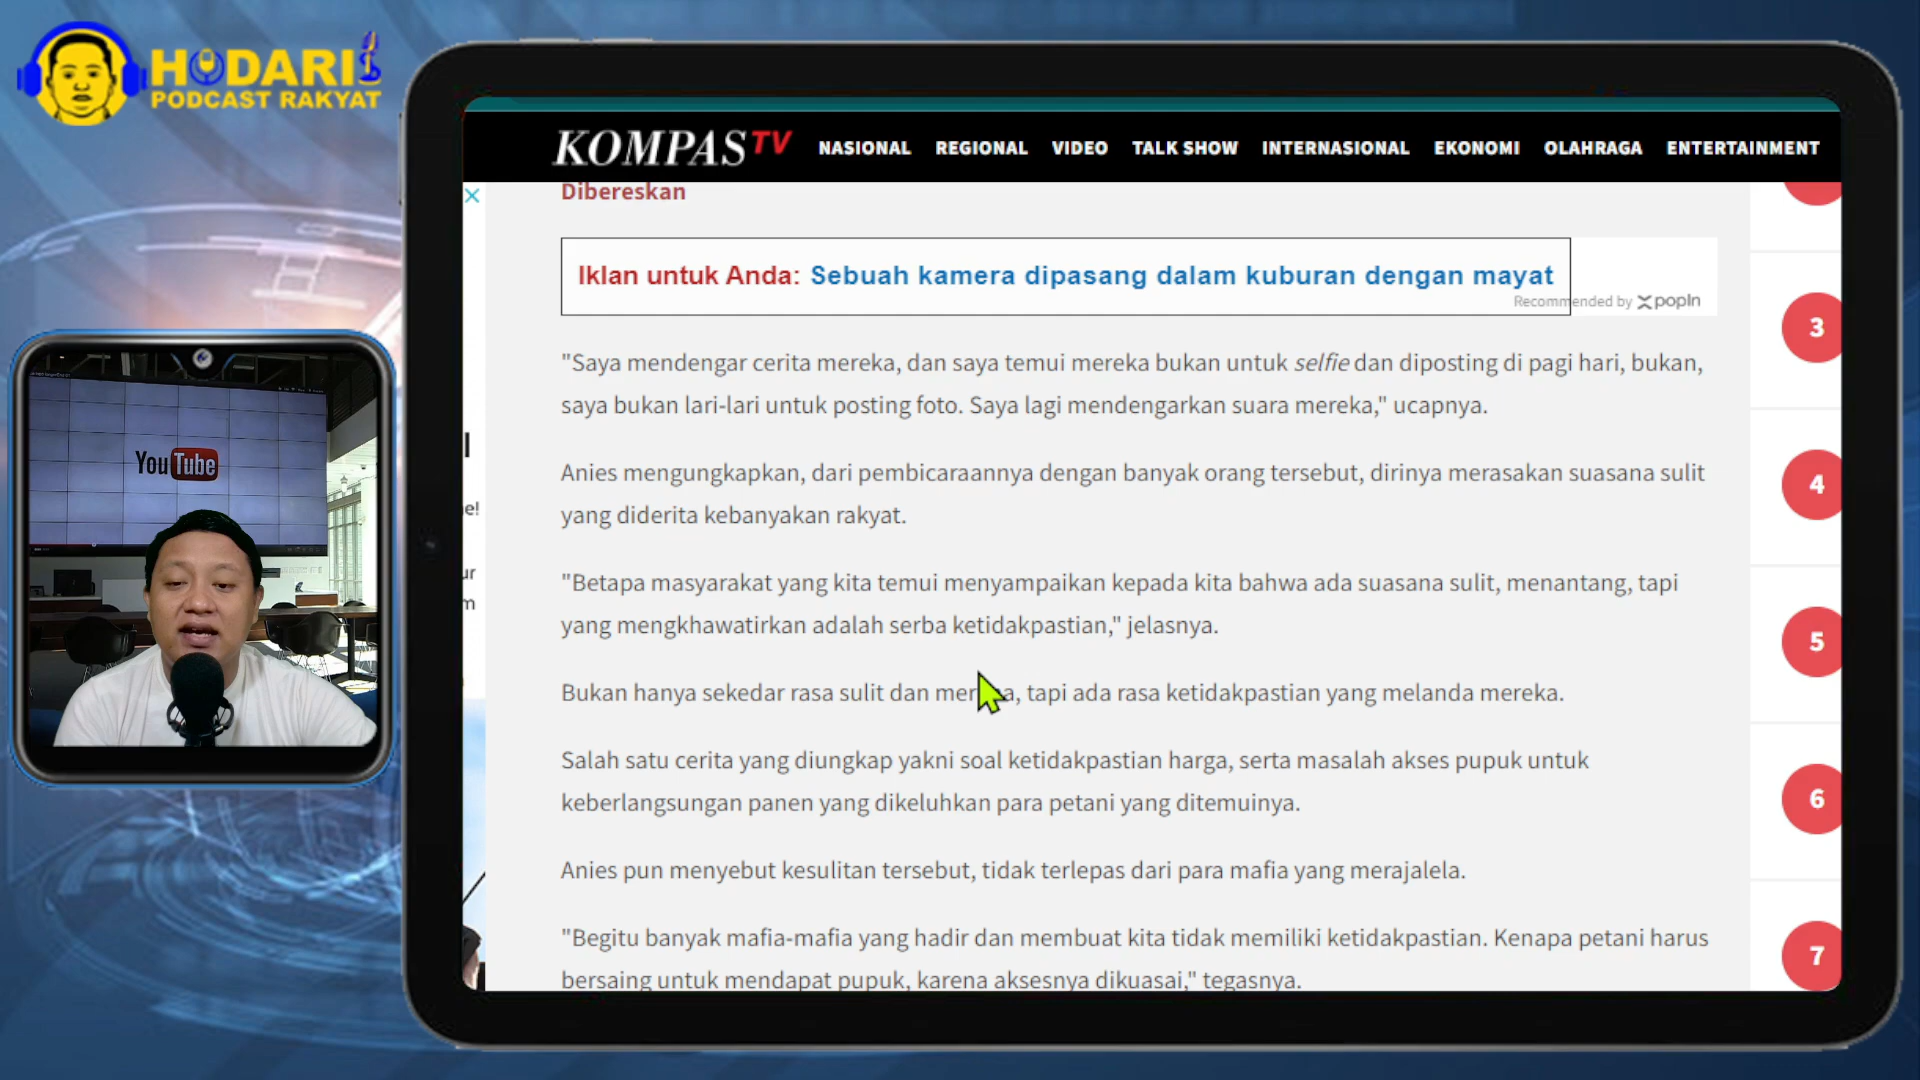 HODARI
PODCAST RAKYAT
KOMPASTV NASIONAL REGIONAL VIDEO TALK SHOW INTERNASIONAL EKONOMI OLAHRAGA ENTERTAINMENT
Dibereskan
Iklan untuk Anda: Sebuah kamera dipasang dalam kuburan dengan mayat
Recommended by popIn
"Saya mendengar cerita mereka, dan saya temui mereka bukan untuk selfie dan diposting di pagi hari, bukan,
saya bukan lari-lari untuk posting foto. Saya lagi mendengarkan suara mereka," ucapnya.
Anies mengungkapkan, dari pembicaraannya dengan banyak orang tersebut, dirinya merasakan suasana sulit
yang diderita kebanyakan rakyat.
"Betapa masyarakat yang kita temui menyampaikan kepada kita bahwa ada suasana sulit, menantang, tapi
yang mengkhawatirkan adalah serba ketidakpastian," jelasnya.
Bukan hanya sekedar rasa sulit dan , tapi ada rasa ketidakpastian yang melanda mereka.
Salah satu cerita yang diungkap yakni soal ketidakpastian harga, serta masalah akses pupuk untuk
keberlangsungan panen yang dikeluhkan para petani yang ditemuinya.
Anies pun menyebut kesulitan tersebut, tidak terlepas dari para mafia yang merajalela.
"Begitu banyak mafia-mafia yang hadir dan membuat kita tidak memiliki ketidakpastian. Kenapa petani harus
bersaing untuk mendapat pupuk, karena aksesnya dikuasai," tegasnya.
3
4
5
6
7
YouTube